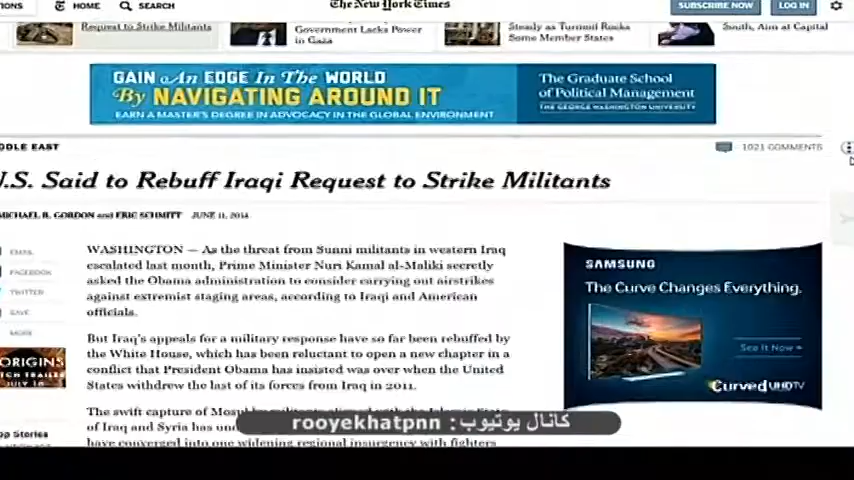 IONS
HOME
SEARCH
The New York Times
SUBSCRIBE NOW
LOG IN
Request to Strike Militants
Government Lacks Power
in Gaza
Steady as Turmoil Rocks
Some Member States
South, Aim at Capital
GAIN An EDGE In The WORLD
By NAVIGATING AROUND IT
EARN A MASTER'S DEGREE IN ADVOCACY IN THE GLOBAL ENVIRONMENT
The Graduate School
of Political Management
THE GEORGE WASHINGTON UNIVERSITY
DDLE EAST
1021 COMMENTS
.S. Said to Rebuff Iraqi Request to Strike Militants
MICHAEL R. GORDON and ERIC SCHMITT JUNE 11, 2014
EMAIL
FACEBOOK
TWITTER
SAVE
MORE
WASHINGTON — As the threat from Sunni militants in western Iraq
escalated last month, Prime Minister Nuri Kamal al-Maliki secretly
asked the Obama administration to consider carrying out airstrikes
against extremist staging areas, according to Iraqi and American
officials.
But Iraq's appeals for a military response have so far been rebuffed by
the White House, which has been reluctant to open a new chapter in a
conflict that President Obama has insisted was over when the United
States withdrew the last of its forces from Iraq in 2011.
The swift capture of Mosul
of Iraq and Syria has
have converged into one widening regional insurgency with fighters
SAMSUNG
The Curve Changes Everything.
See It Now
Curved UHDTV
ORIGINS
TCH TRAILER
JULY 18
op Stories
کانال یوتیوب : rooyekhatpnn